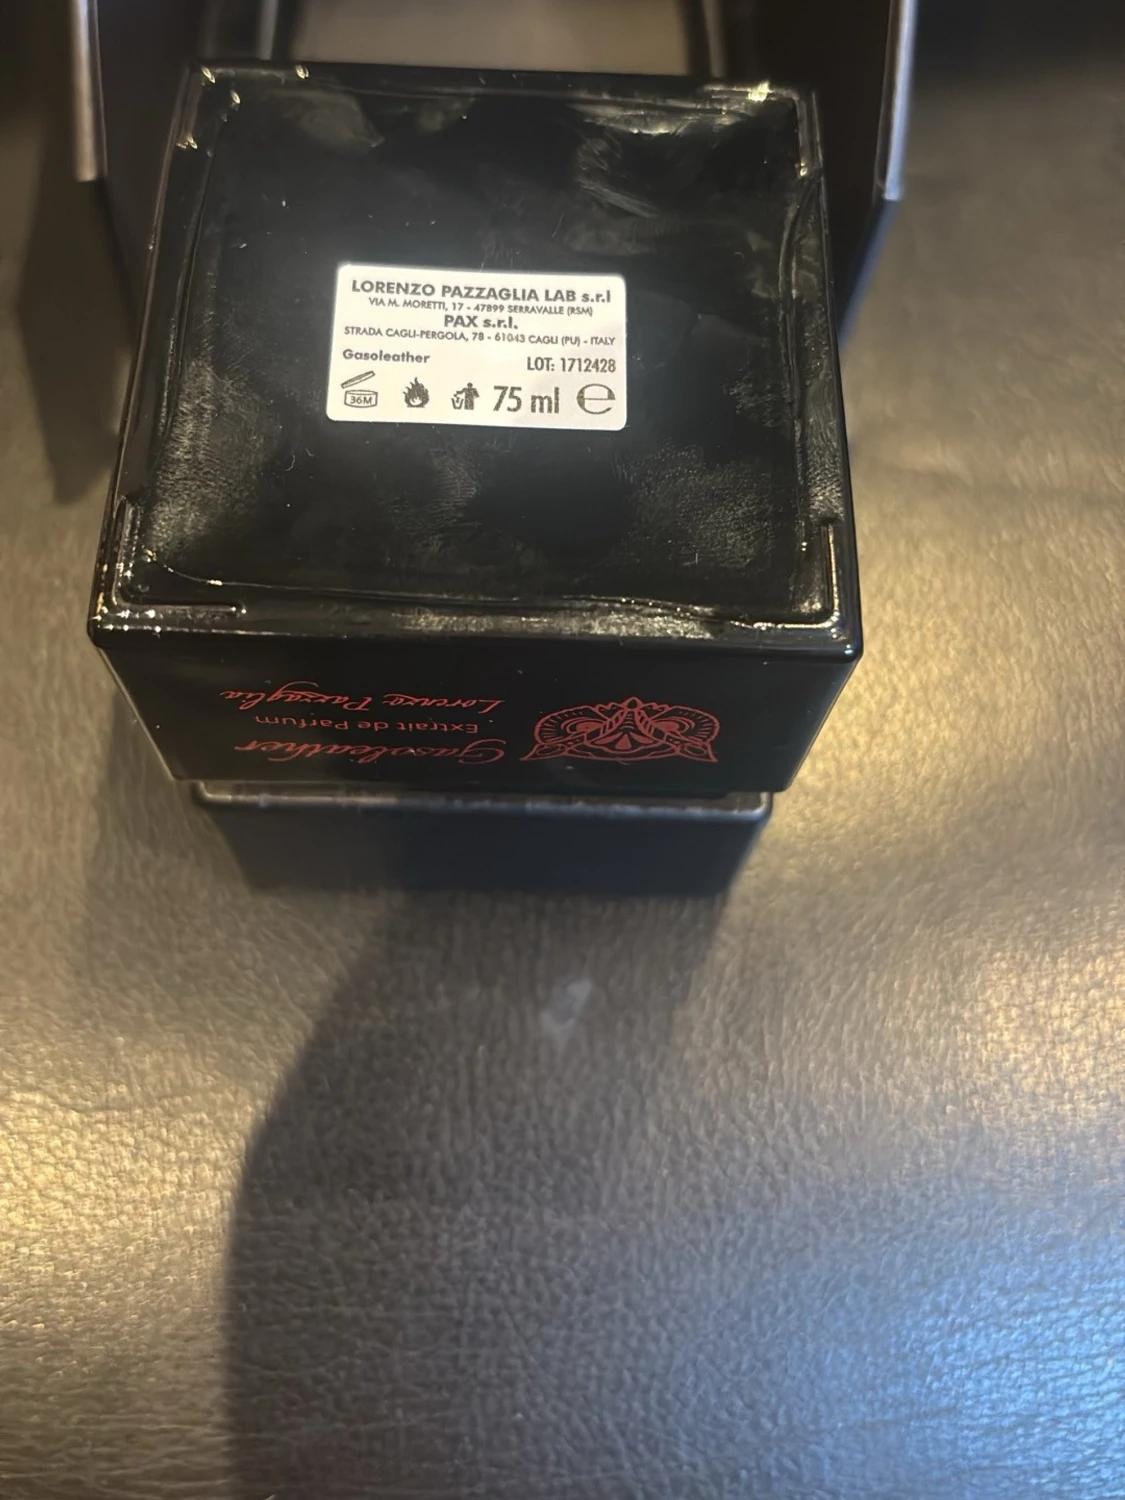 LORENZO PAZZAGLIA LAB s.r.l
VIA M. MORETTI, 17 - 47899 SERRAVALLE (RSM)
PAX s.r.l.
STRADA CAGLI-PERGOLA, 78 - 61043 CAGLI (PU) - ITALY
Gasoleather
LOT: 1712428
36M
75 ml e
Gasoleather
Extrait de Parfum
Lorenzo Pazzaglia